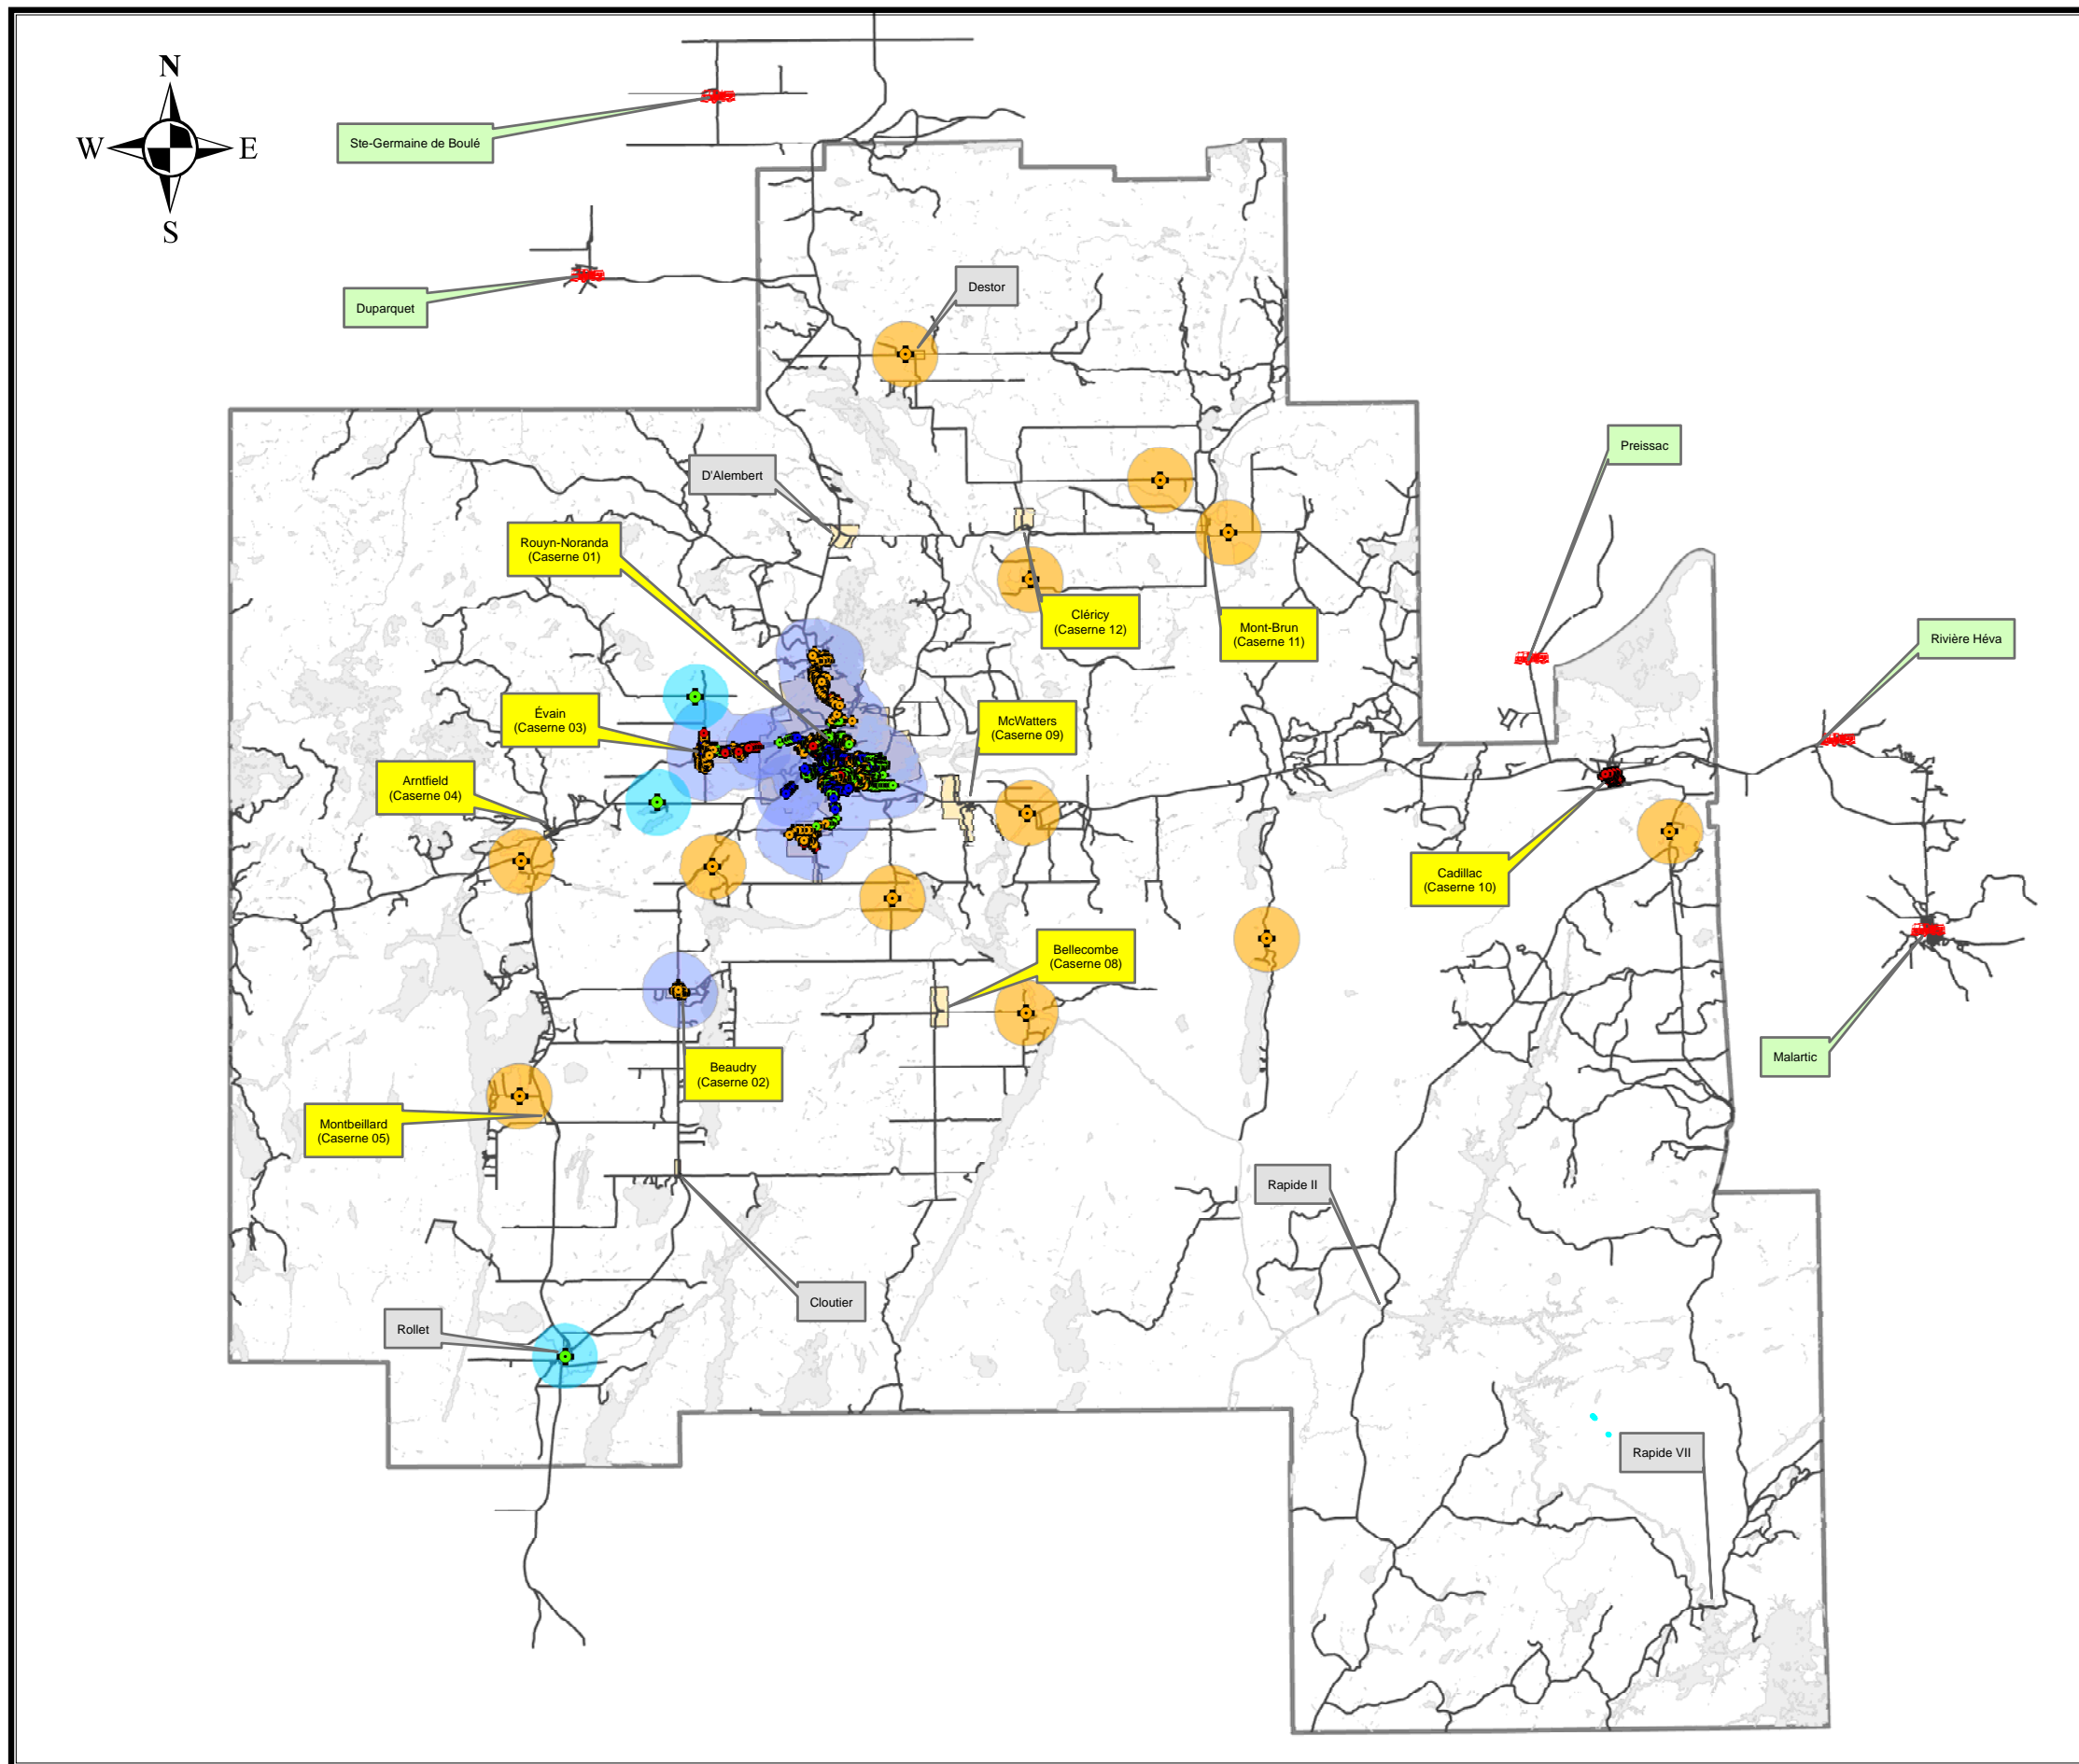 N
W
E
S
Ste-Germaine de Boulé
Duparquet
Destor
D'Alembert
Preissac
Rouyn-Noranda
(Caserne 01)
Cléricy
(Caserne 12)
Mont-Brun
(Caserne 11)
Rivière Héva
Évain
(Caserne 03)
McWatters
(Caserne 09)
Arntfield
(Caserne 04)
Cadillac
(Caserne 10)
Bellecombe
(Caserne 08)
Malartic
Beaudry
(Caserne 02)
Montbeillard
(Caserne 05)
Rapide II
Cloutier
Rollet
Rapide VII